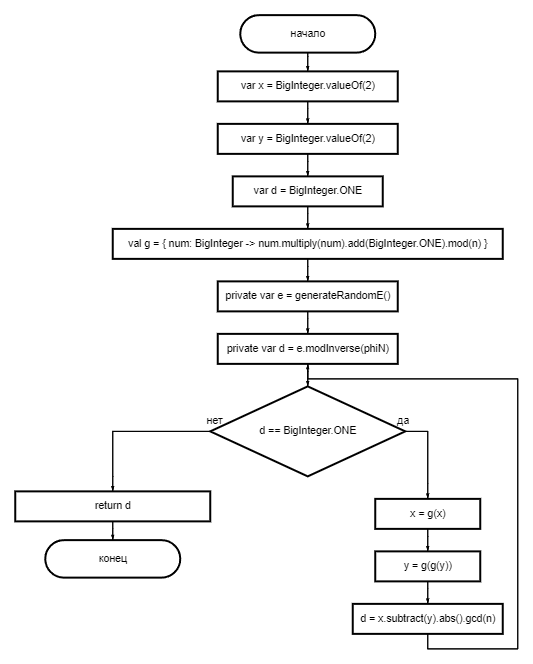 начало
var x = BigInteger.valueOf(2)
var y = BigInteger.valueOf(2)
var d = BigInteger.ONE
val g = { num: BigInteger -> num.multiply(num).add(BigInteger.ONE).mod(n) }
private var e = generateRandomE()
private var d = e.modInverse(phiN)
d == BigInteger.ONE
нет
да
return d
конец
x = g(x)
y = g(g(y))
d = x.subtract(y).abs().gcd(n)